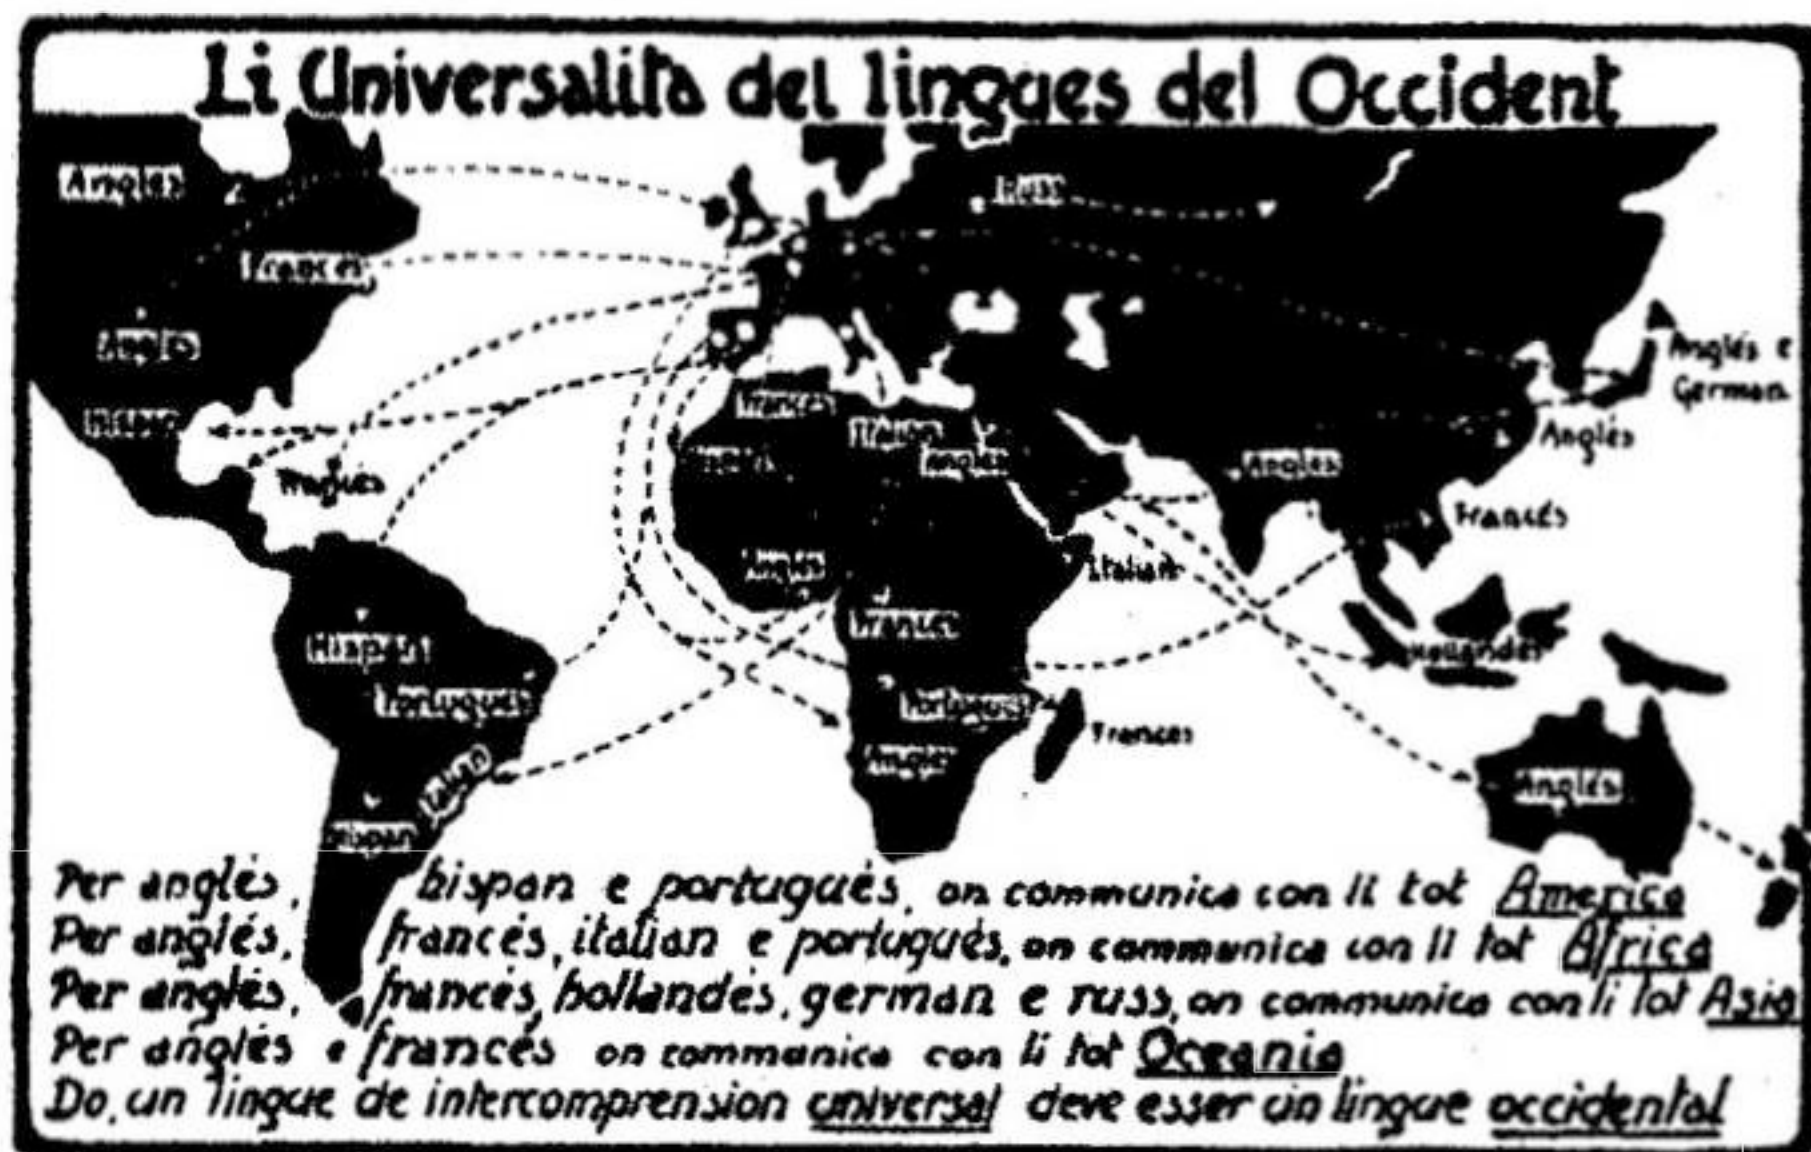 Li Universalità del lingues del Occident
Anglés
Russ
Francés
Anglés
Anglés e
German
Hispan
Francés
Italian
Anglés
Anglés
Anglés
Francés
Anglés
Italian
Francés
Hispan
Hollandés
Portugués
Portugués
Francés
Anglés
Italian
Anglés
Hispan
Per anglés, hispan e portugués, on communica con li tot America
Per anglés, francés, italian e portugués, on communica con li tot Africa
Per anglés, francés, hollandés, german e russ, on communica con li tot Asia
Per anglés e francés on communica con li tot Oceania
Do, un lingue de intercomprension universal deve esser un lingue occidental